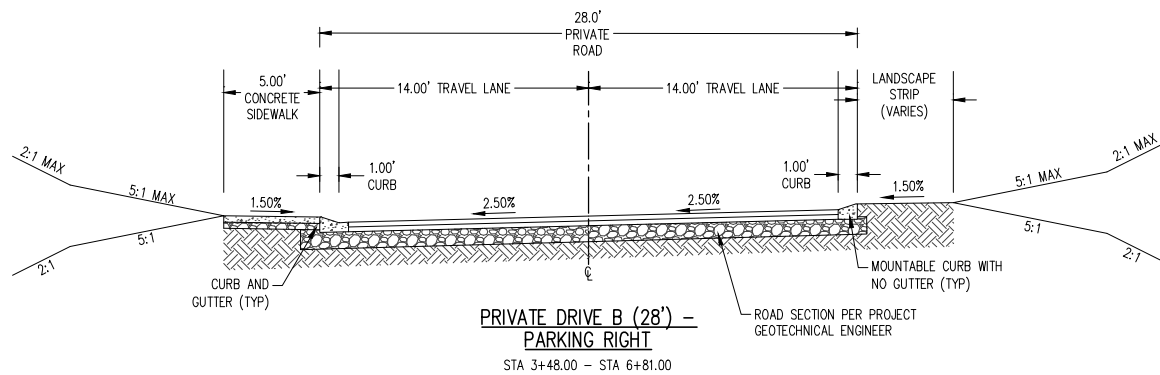 28.0'
PRIVATE
ROAD
5.00'
CONCRETE
SIDEWALK
14.00' TRAVEL LANE
14.00' TRAVEL LANE
LANDSCAPE
STRIP
(VARIES)
2:1 MAX
5:1 MAX
1.00'
CURB
1.00'
CURB
5:1 MAX
2:1 MAX
1.50%
2.50%
2.50%
1.50%
5:1
2:1
5:1
2:1
CURB AND
GUTTER (TYP)
℄
MOUNTABLE CURB WITH
NO GUTTER (TYP)
ROAD SECTION PER PROJECT
GEOTECHNICAL ENGINEER
PRIVATE DRIVE B (28') –
PARKING RIGHT
STA 3+48.00 – STA 6+81.00